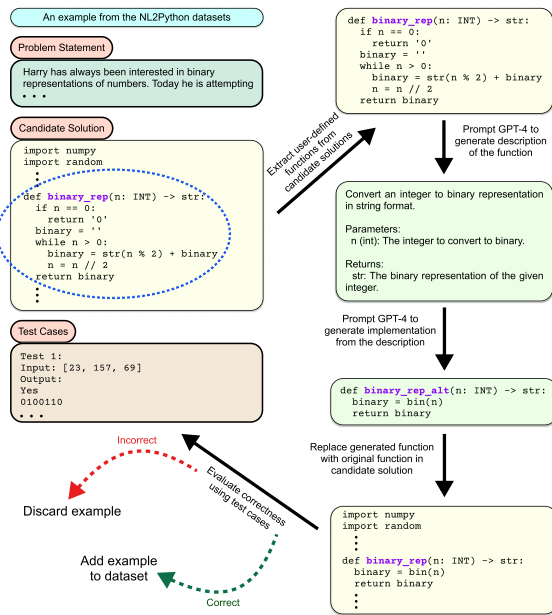 An example from the NL2Python datasets
Problem Statement
Harry has always been interested in binary
representations of numbers. Today he is attempting
• • •
Candidate Solution
import numpy
import random
def binary_rep(n: INT) -> str:
if n == 0:
return '0'
binary = ''
while n > 0:
binary = str(n % 2) + binary
n = n // 2
return binary
Test Cases
Test 1:
Input: [23, 157, 69]
Output:
Yes
0100110
• • •
Extract user-defined
functions from
candidate solutions
def binary_rep(n: INT) -> str:
if n == 0:
return '0'
binary = ''
while n > 0:
binary = str(n % 2) + binary
n = n // 2
return binary
Prompt GPT-4 to
generate description
of the function
Convert an integer to binary representation
in string format.
Parameters:
n (int): The integer to convert to binary.
Returns:
str: The binary representation of the given
integer.
Prompt GPT-4 to
generate implementation
from the description
def binary_rep_alt(n: INT) -> str:
binary = bin(n)
return binary
Replace generated function
with original function in
candidate solution
import numpy
import random
def binary_rep(n: INT) -> str:
binary = bin(n)
return binary
Evaluate correctness
using test cases
Incorrect
Discard example
Add example
to dataset
Correct